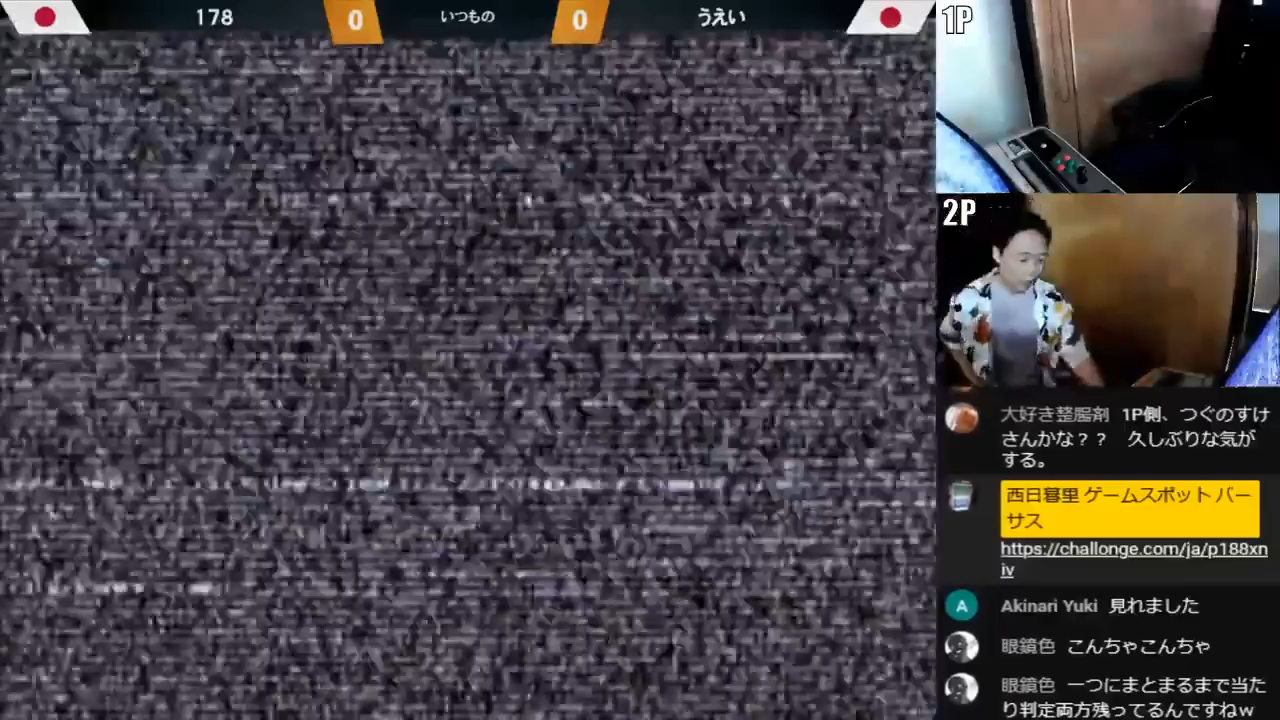 178
0
いつもの
0
うえい
1P
2P
大好き整腸剤 1P側、つぐのすけ
さんかな？？ 久しぶりな気が
する。
西日暮里 ゲームスポット バー
サス
https://challonge.com/ja/p188xn
iv
A
Akinari Yuki 見れました
眼鏡色 こんちゃこんちゃ
眼鏡色 一つにまとまるまで当た
り判定両方残ってるんですねｗ